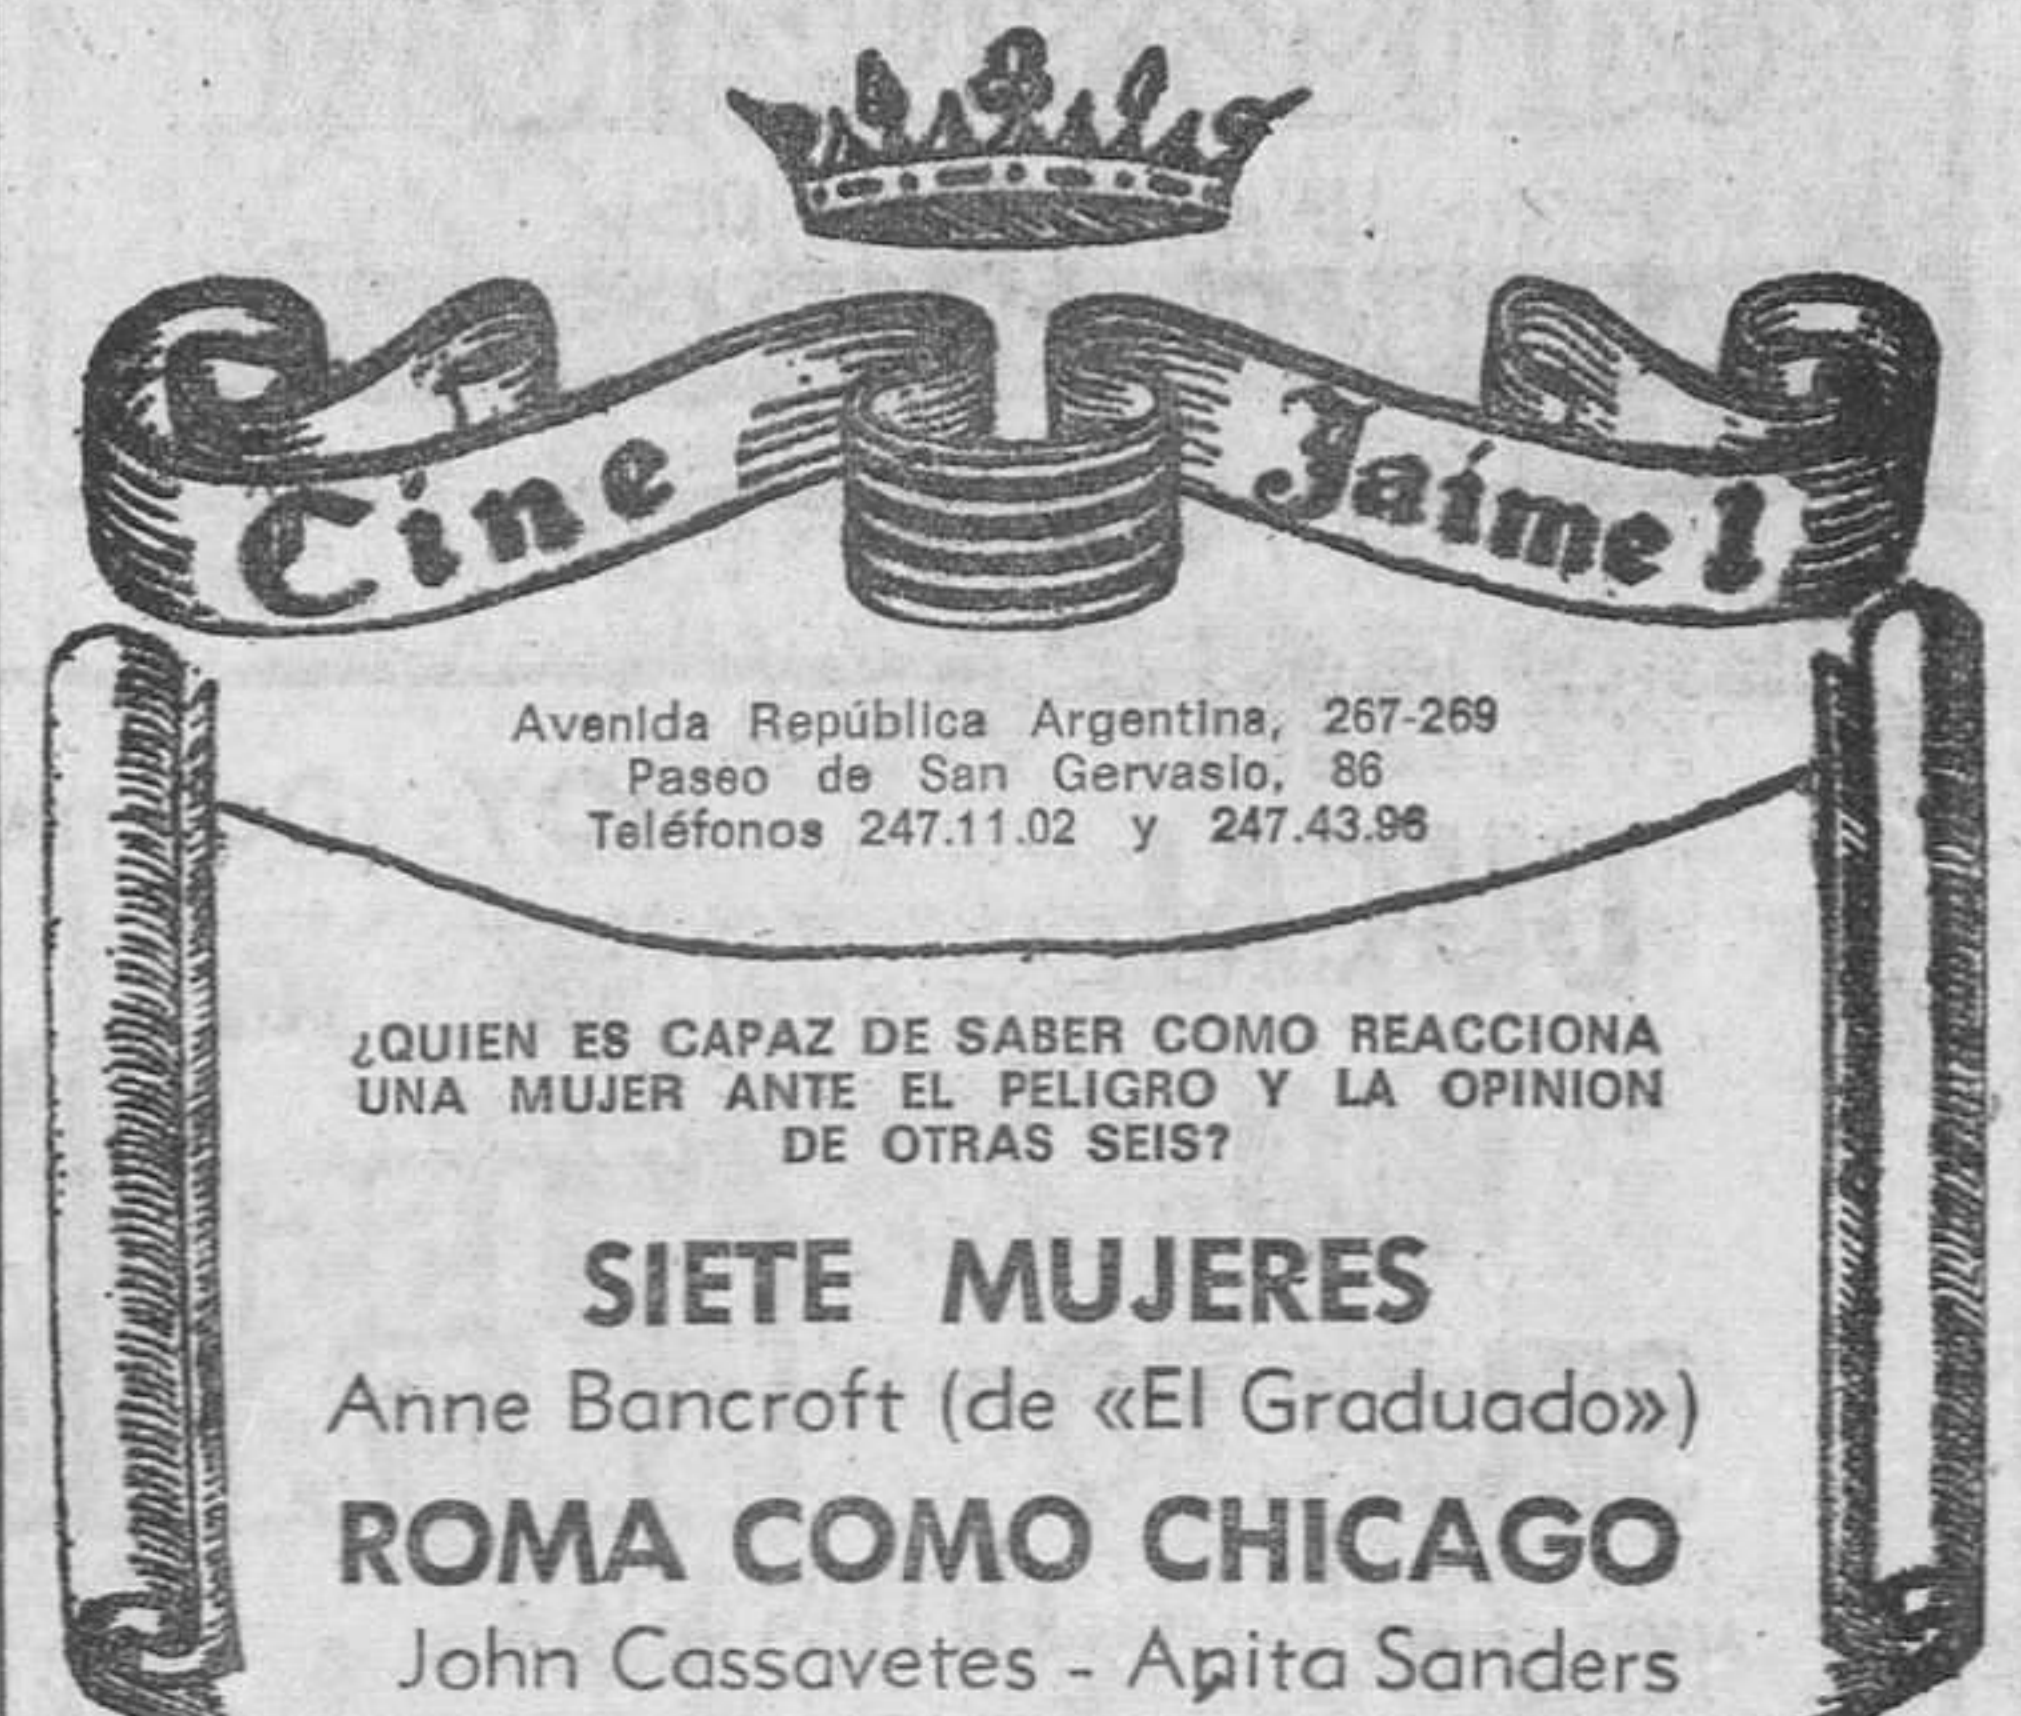 Cine Jaime I
Avenida República Argentina, 267-269
Paseo de San Gervasio, 86
Teléfonos 247.11.02 y 247.43.96
¿QUIEN ES CAPAZ DE SABER COMO REACCIONA
UNA MUJER ANTE EL PELIGRO Y LA OPINION
DE OTRAS SEIS?
SIETE MUJERES
Anne Bancroft (de «El Graduado»)
ROMA COMO CHICAGO
John Cassavetes - Anita Sanders